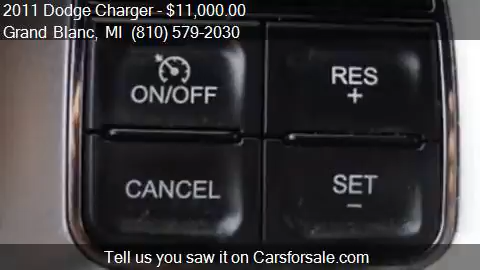 2011 Dodge Charger - $11,000.00
Grand Blanc, MI (810) 579-2030
ON/OFF
RES
+
CANCEL
SET
-
Tell us you saw it on Carsforsale.com